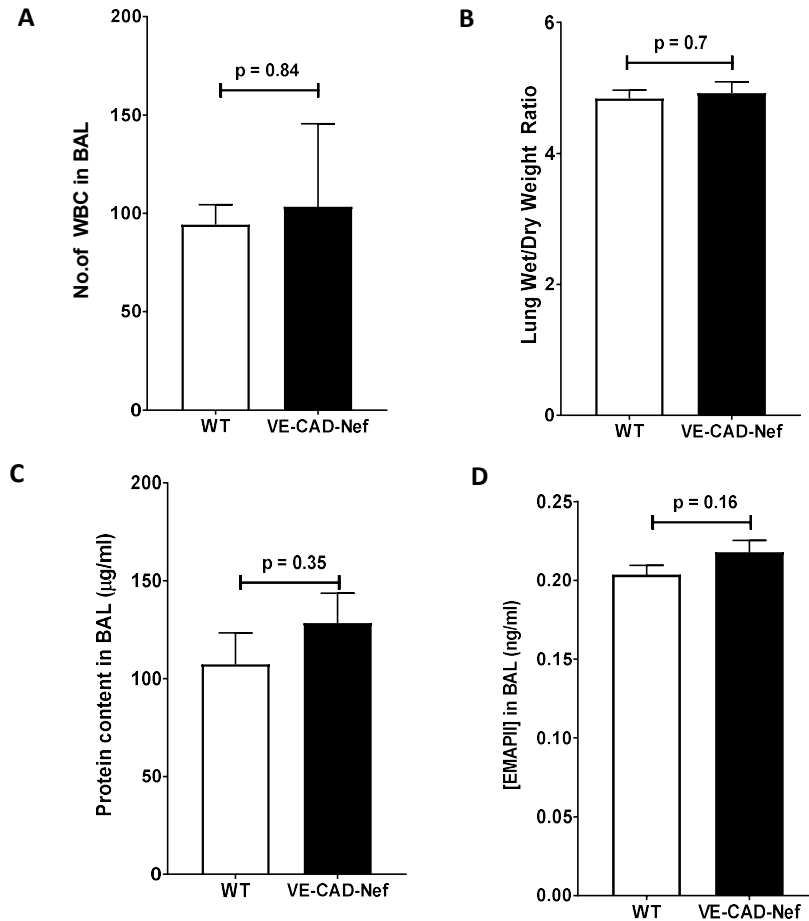 A
200
150
100
50
0
No.of WBC in BAL
p = 0.84
WT VE-CAD-Nef
B
6
4
2
0
Lung Wet/Dry Weight Ratio
p = 0.7
WT VE-CAD-Nef
C
200
150
100
50
0
Protein content in BAL (μg/ml)
p = 0.35
WT VE-CAD-Nef
D
0.25
0.20
0.15
0.10
0.05
0.00
[EMAPII] in BAL (ng/ml)
p = 0.16
WT VE-CAD-Nef